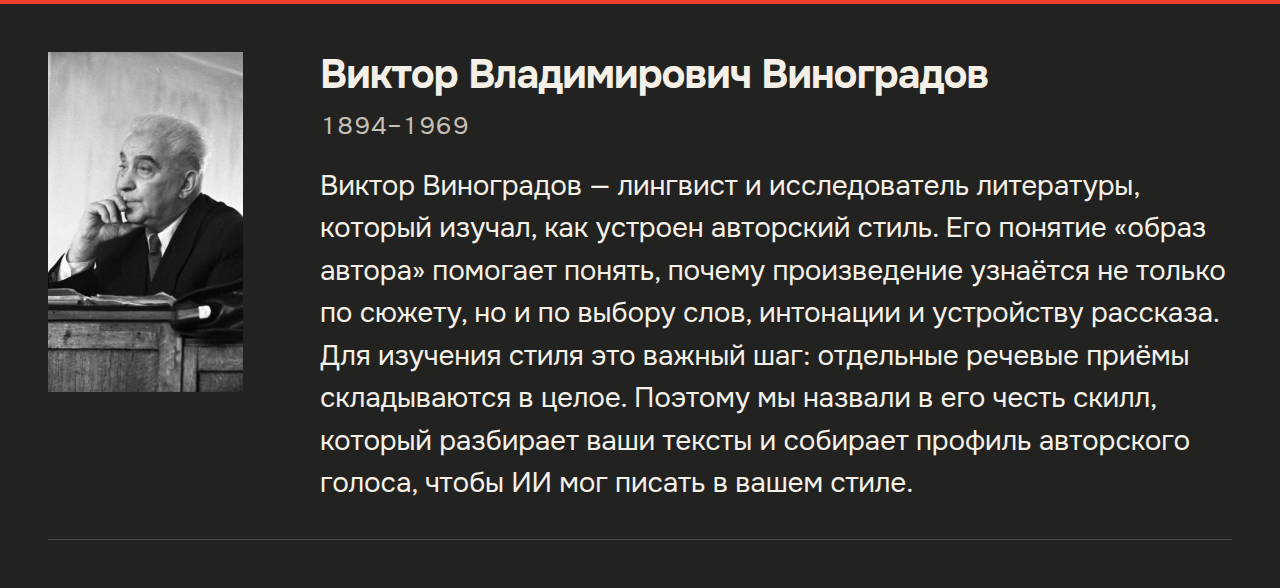 Виктор Владимирович Виноградов
1894–1969
Виктор Виноградов — лингвист и исследователь литературы,
который изучал, как устроен авторский стиль. Его понятие «образ
автора» помогает понять, почему произведение узнаётся не только
по сюжету, но и по выбору слов, интонации и устройству рассказа.
Для изучения стиля это важный шаг: отдельные речевые приёмы
складываются в целое. Поэтому мы назвали в его честь скилл,
который разбирает ваши тексты и собирает профиль авторского
голоса, чтобы ИИ мог писать в вашем стиле.